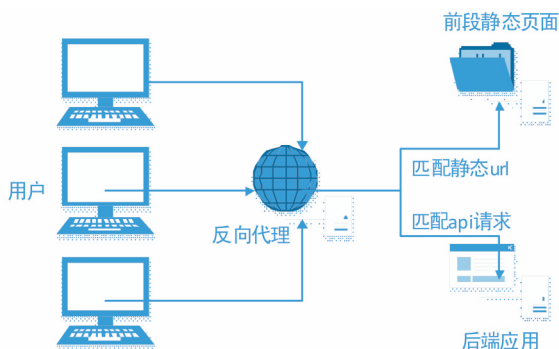 前段静态页面
匹配静态url
用户
匹配api请求
反向代理
后端应用